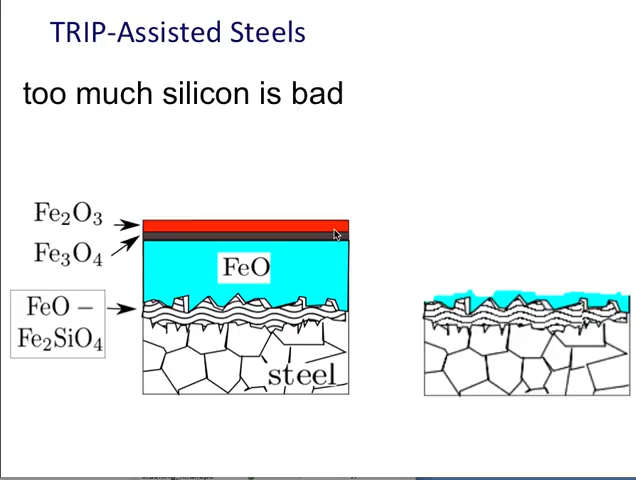 TRIP-Assisted Steels
too much silicon is bad
Fe₂O₃
Fe₃O₄
FeO
FeO −
Fe₂SiO₄
steel